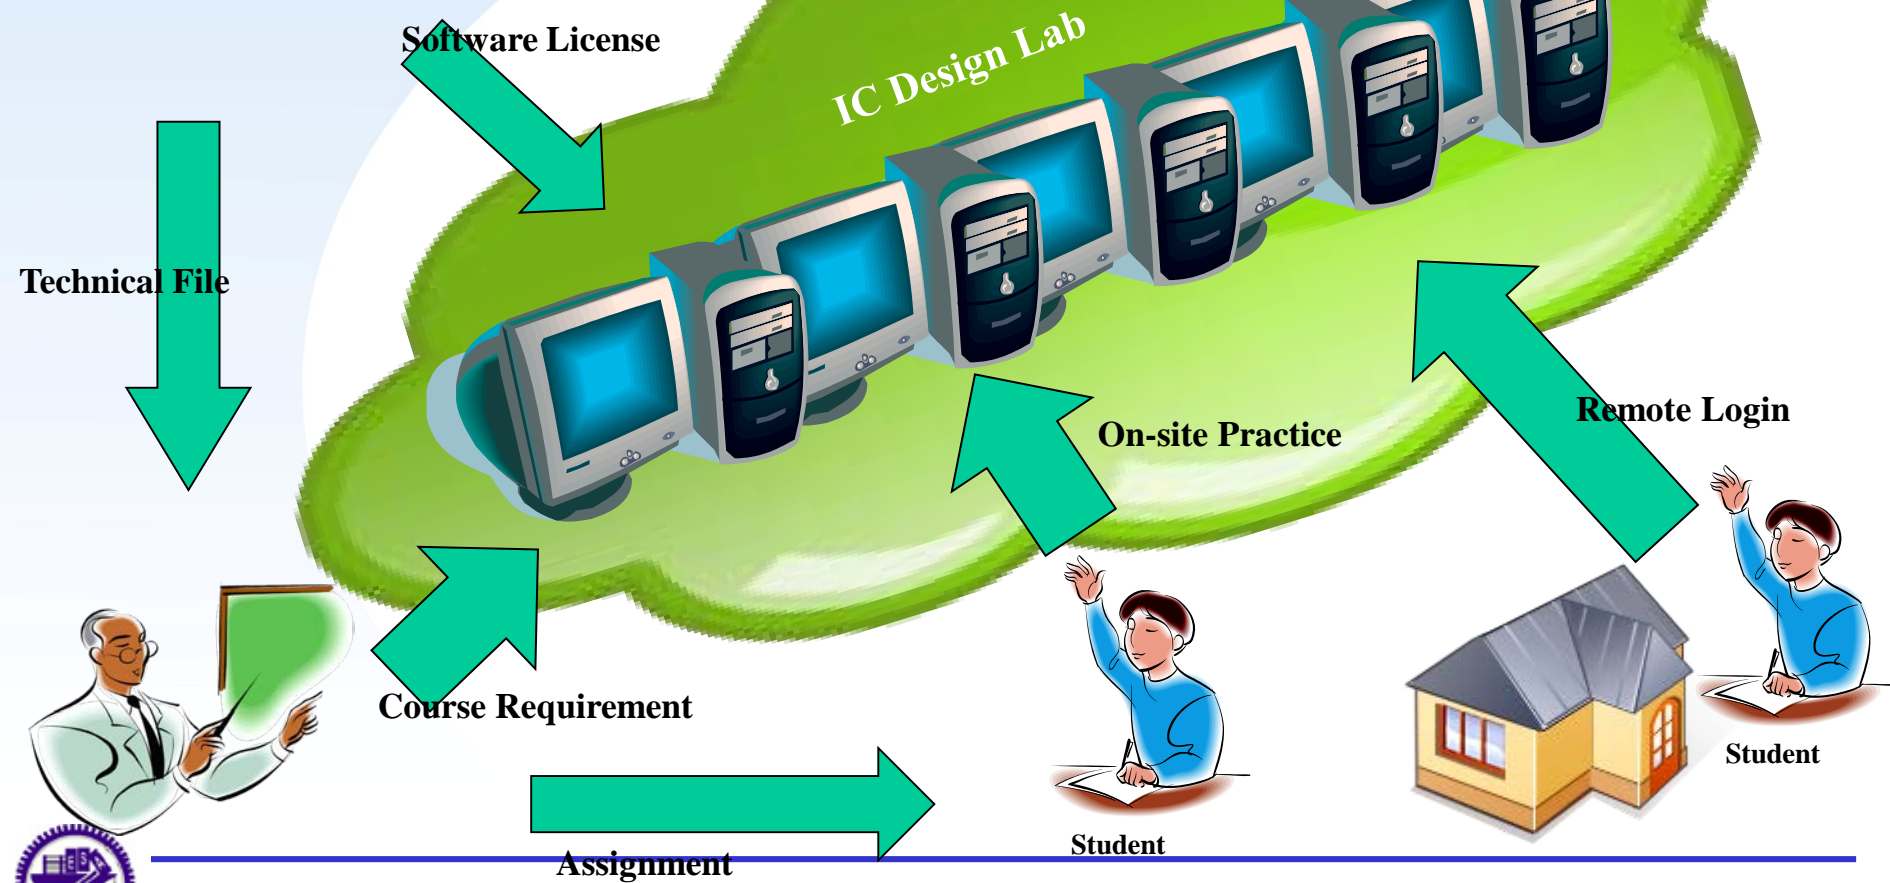 Software License
IC Design Lab
Technical File
Remote Login
On-site Practice
Course Requirement
Student
Student
Assignment